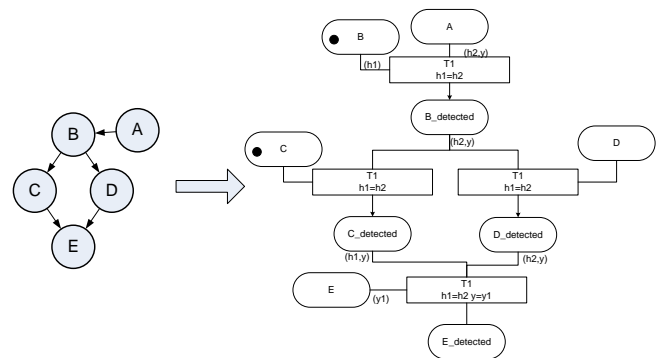 A
B
C
D
E
B
A
(h1)
(h2,y)
T1
h1=h2
B_detected
(h2,y)
C
D
T1
h1=h2
T1
h1=h2
C_detected
D_detected
(h1,y)
(h2,y)
E
(y1)
T1
h1=h2 y=y1
E_detected